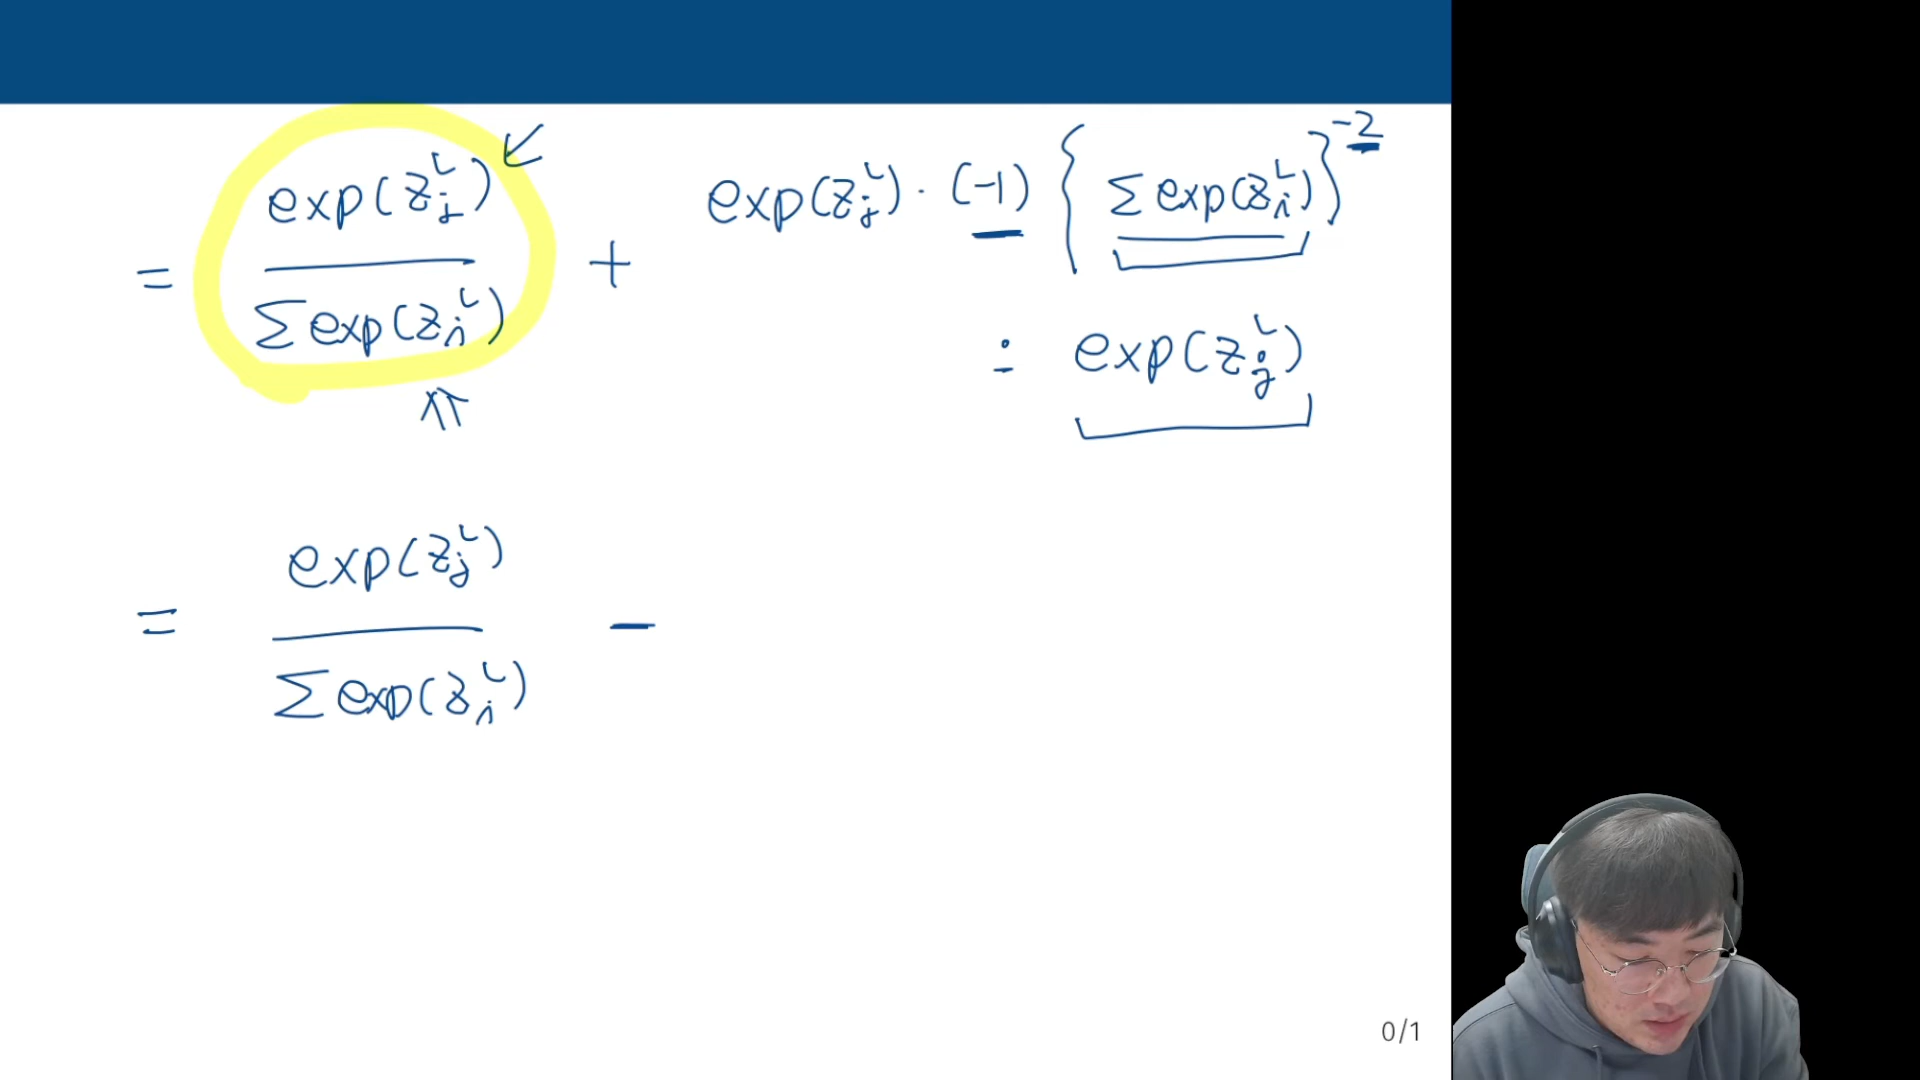 = exp(z_j^L) / Σ exp(z_i^L) + exp(z_j^L) · (-1) { Σ exp(z_i^L) }^-2
: exp(z_j^L)
= exp(z_j^L) / Σ exp(z_i^L) -
0/1